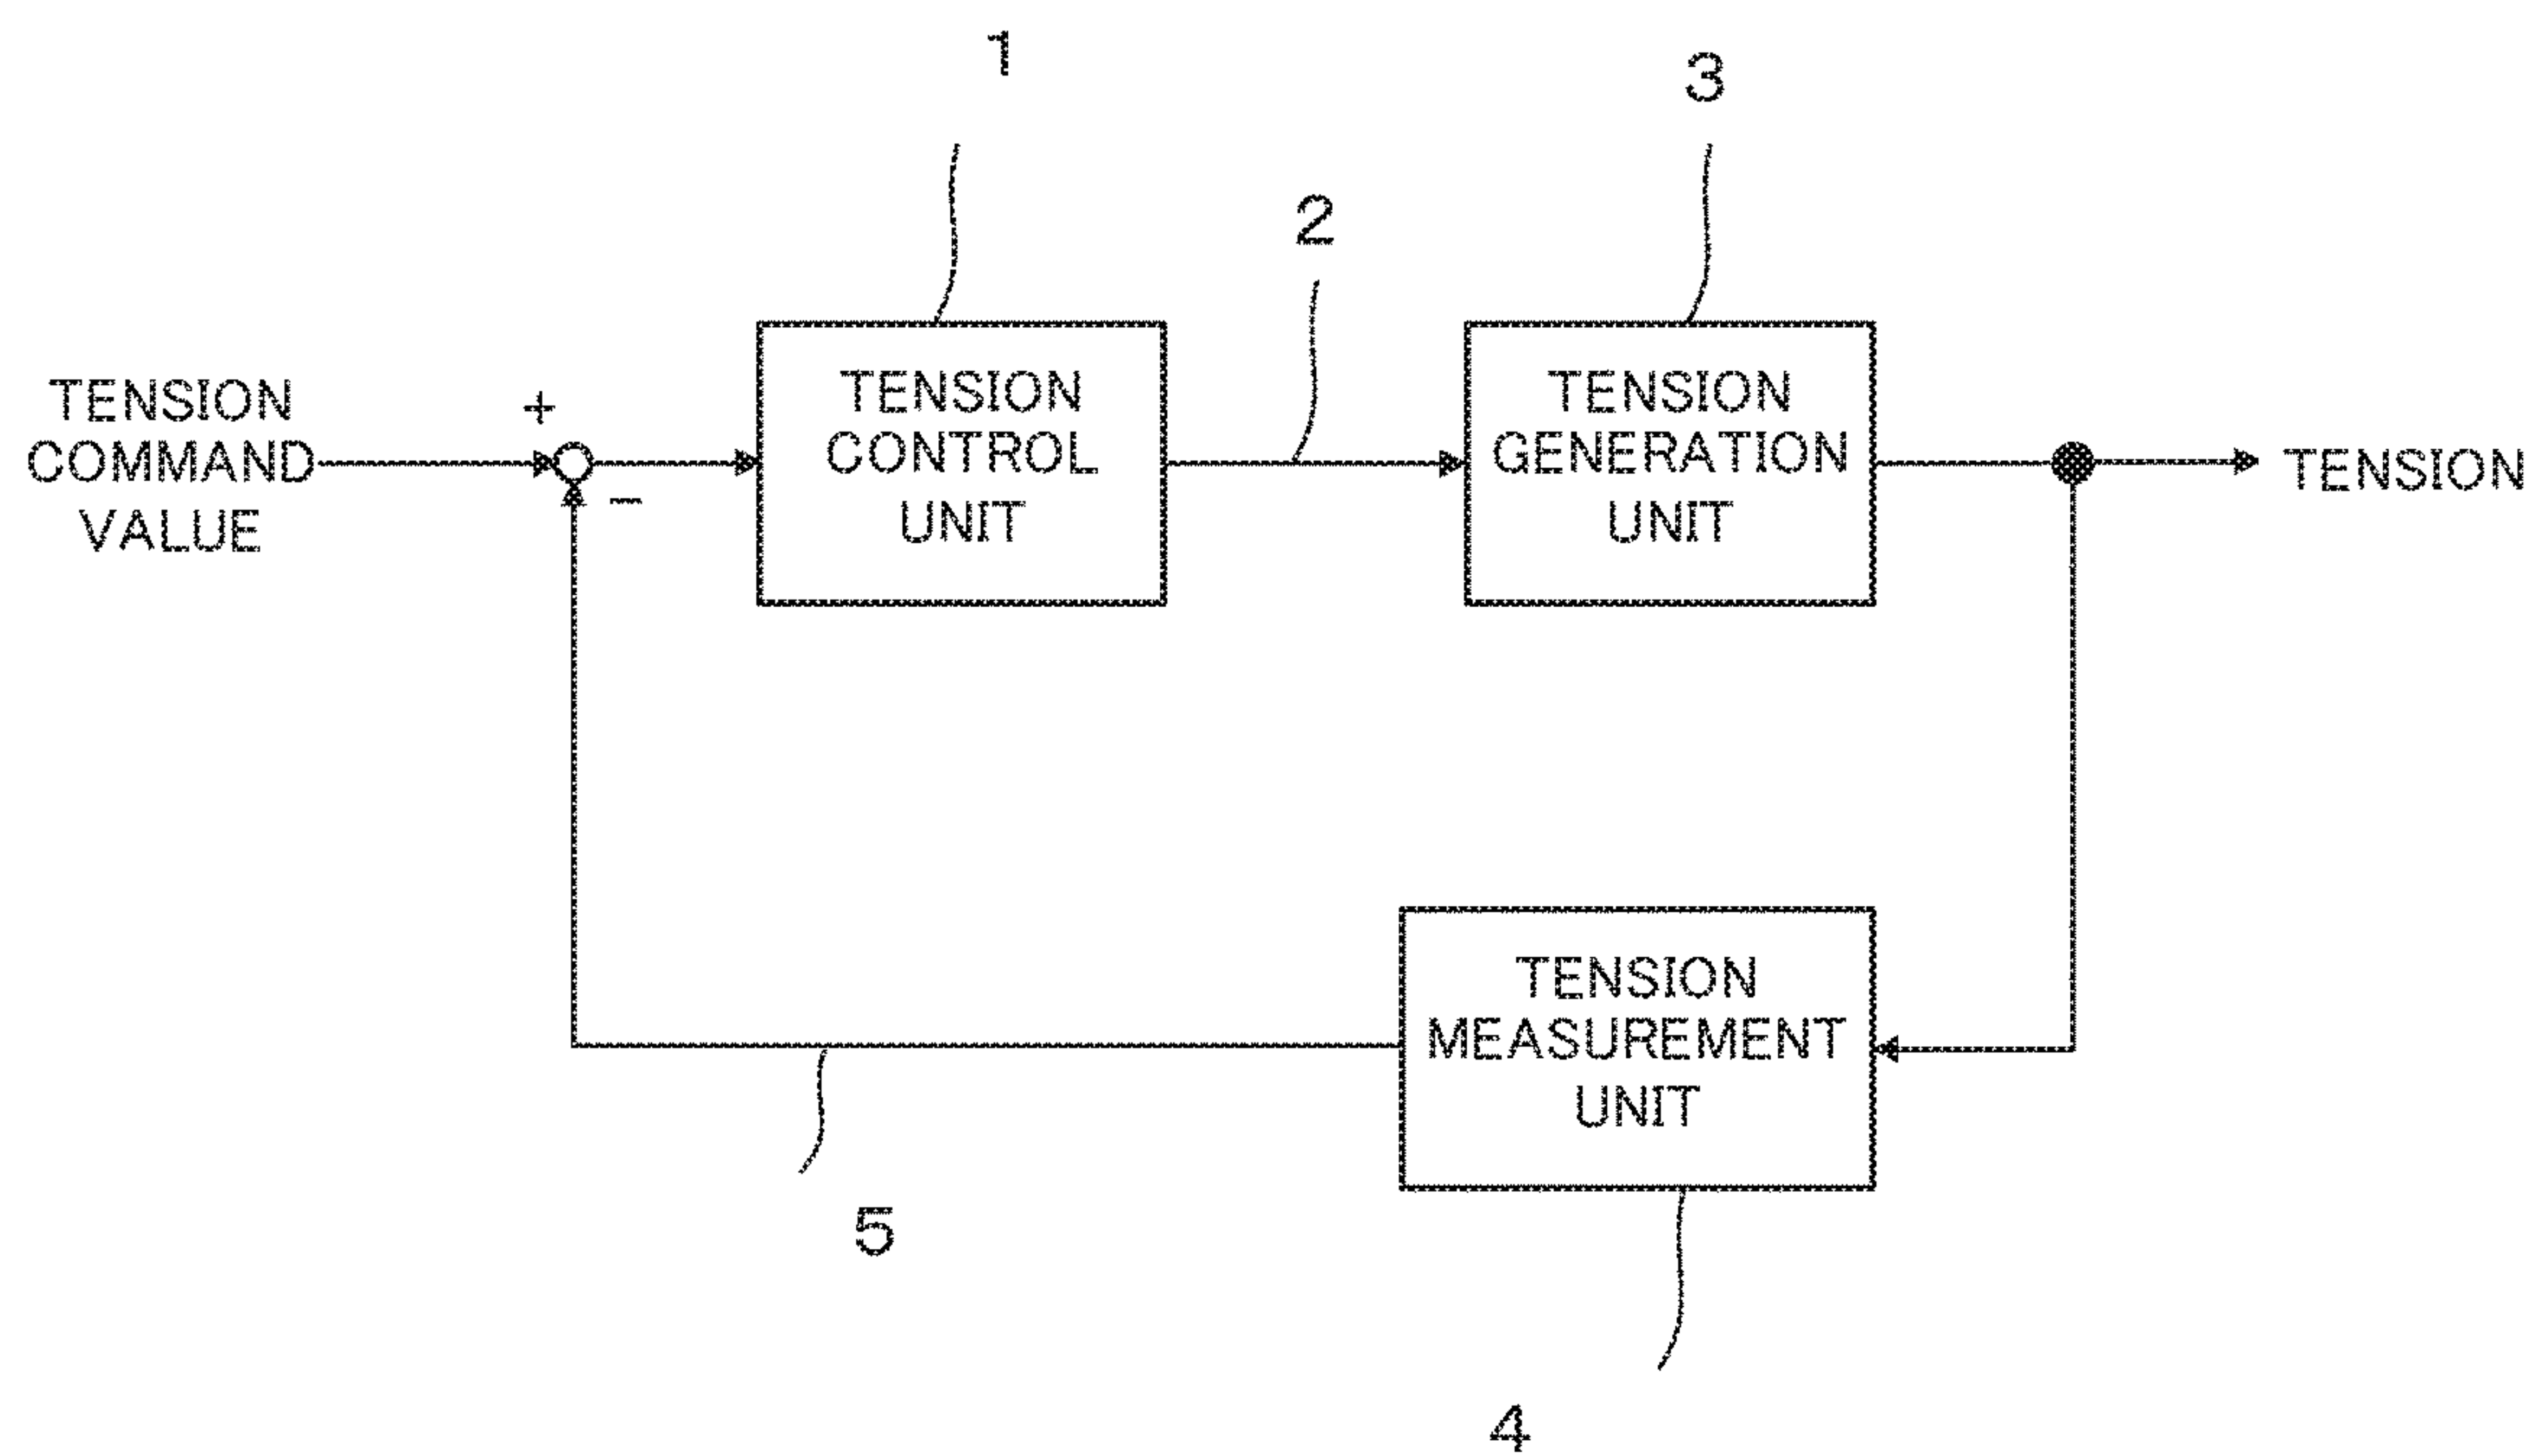 1
3
2
TENSION
COMMAND
VALUE
+
−
TENSION
CONTROL
UNIT
TENSION
GENERATION
UNIT
TENSION
TENSION
MEASUREMENT
UNIT
5
4